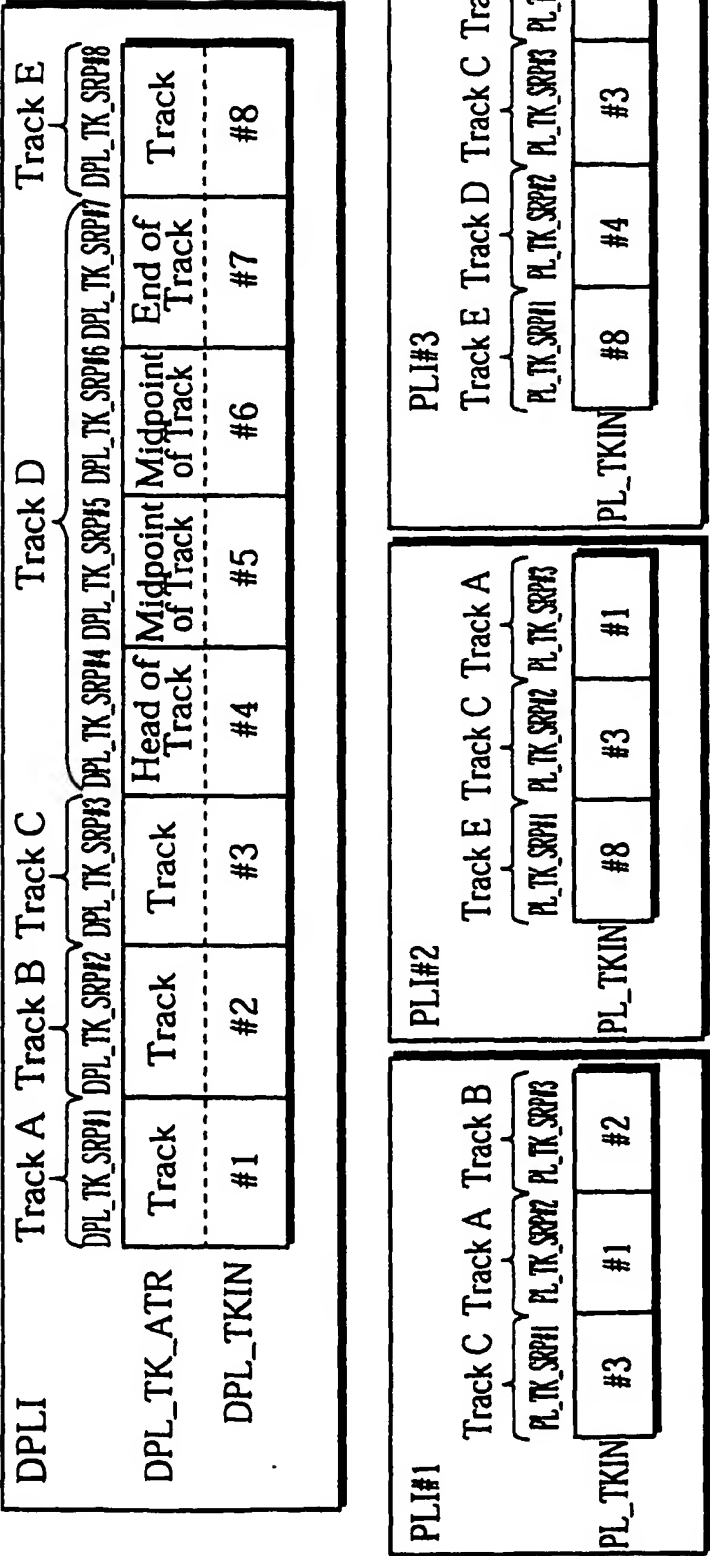 DPLI
Track A Track B Track C Track D Track E
DPL_TK_SRP#1 DPL_TK_SRP#2 DPL_TK_SRP#3 DPL_TK_SRP#4 DPL_TK_SRP#5 DPL_TK_SRP#6 DPL_TK_SRP#7 DPL_TK_SRP#8
DPL_TK_ATR Track Track Track Head of Track Midpoint of Track Midpoint of Track End of Track Track
DPL_TKIN #1 #2 #3 #4 #5 #6 #7 #8
PLI#1
Track C Track A Track B
PL_TK_SRP#1 PL_TK_SRP#2 PL_TK_SRP#3
PL_TKIN #3 #1 #2
PLI#2
Track E Track C Track A
PL_TK_SRP#1 PL_TK_SRP#2 PL_TK_SRP#3
PL_TKIN #8 #3 #1
PLI#3
Track E Track D Track C Tra
PL_TK_SRP#1 PL_TK_SRP#2 PL_TK_SRP#3
PL_TKIN #8 #4 #3